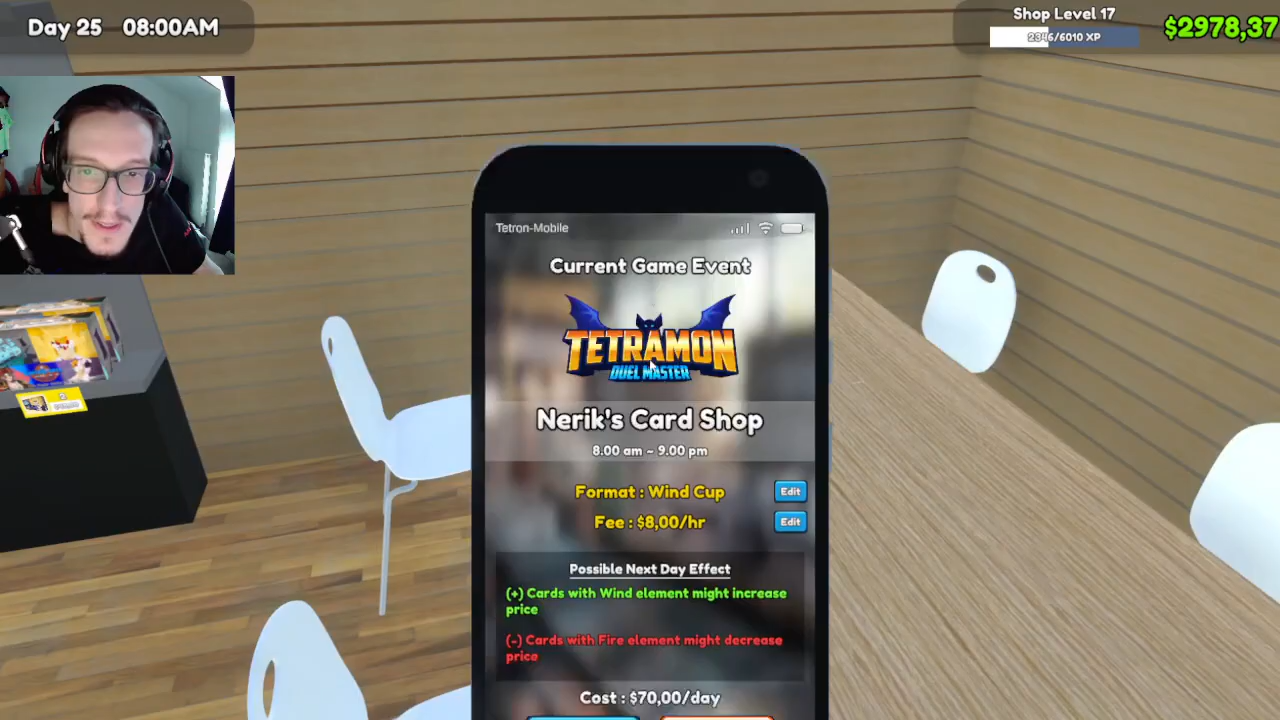 Day 25 08:00AM
Shop Level 17
2346/6010 XP
$2978,37
Tetron-Mobile
Current Game Event
TETRAMON
DUEL MASTER
Nerik's Card Shop
8.00 am ~ 9.00 pm
Format : Wind Cup
Edit
Fee : $8,00/hr
Edit
Possible Next Day Effect
(+) Cards with Wind element might increase
price
(-) Cards with Fire element might decrease
price
Cost : $70,00/day